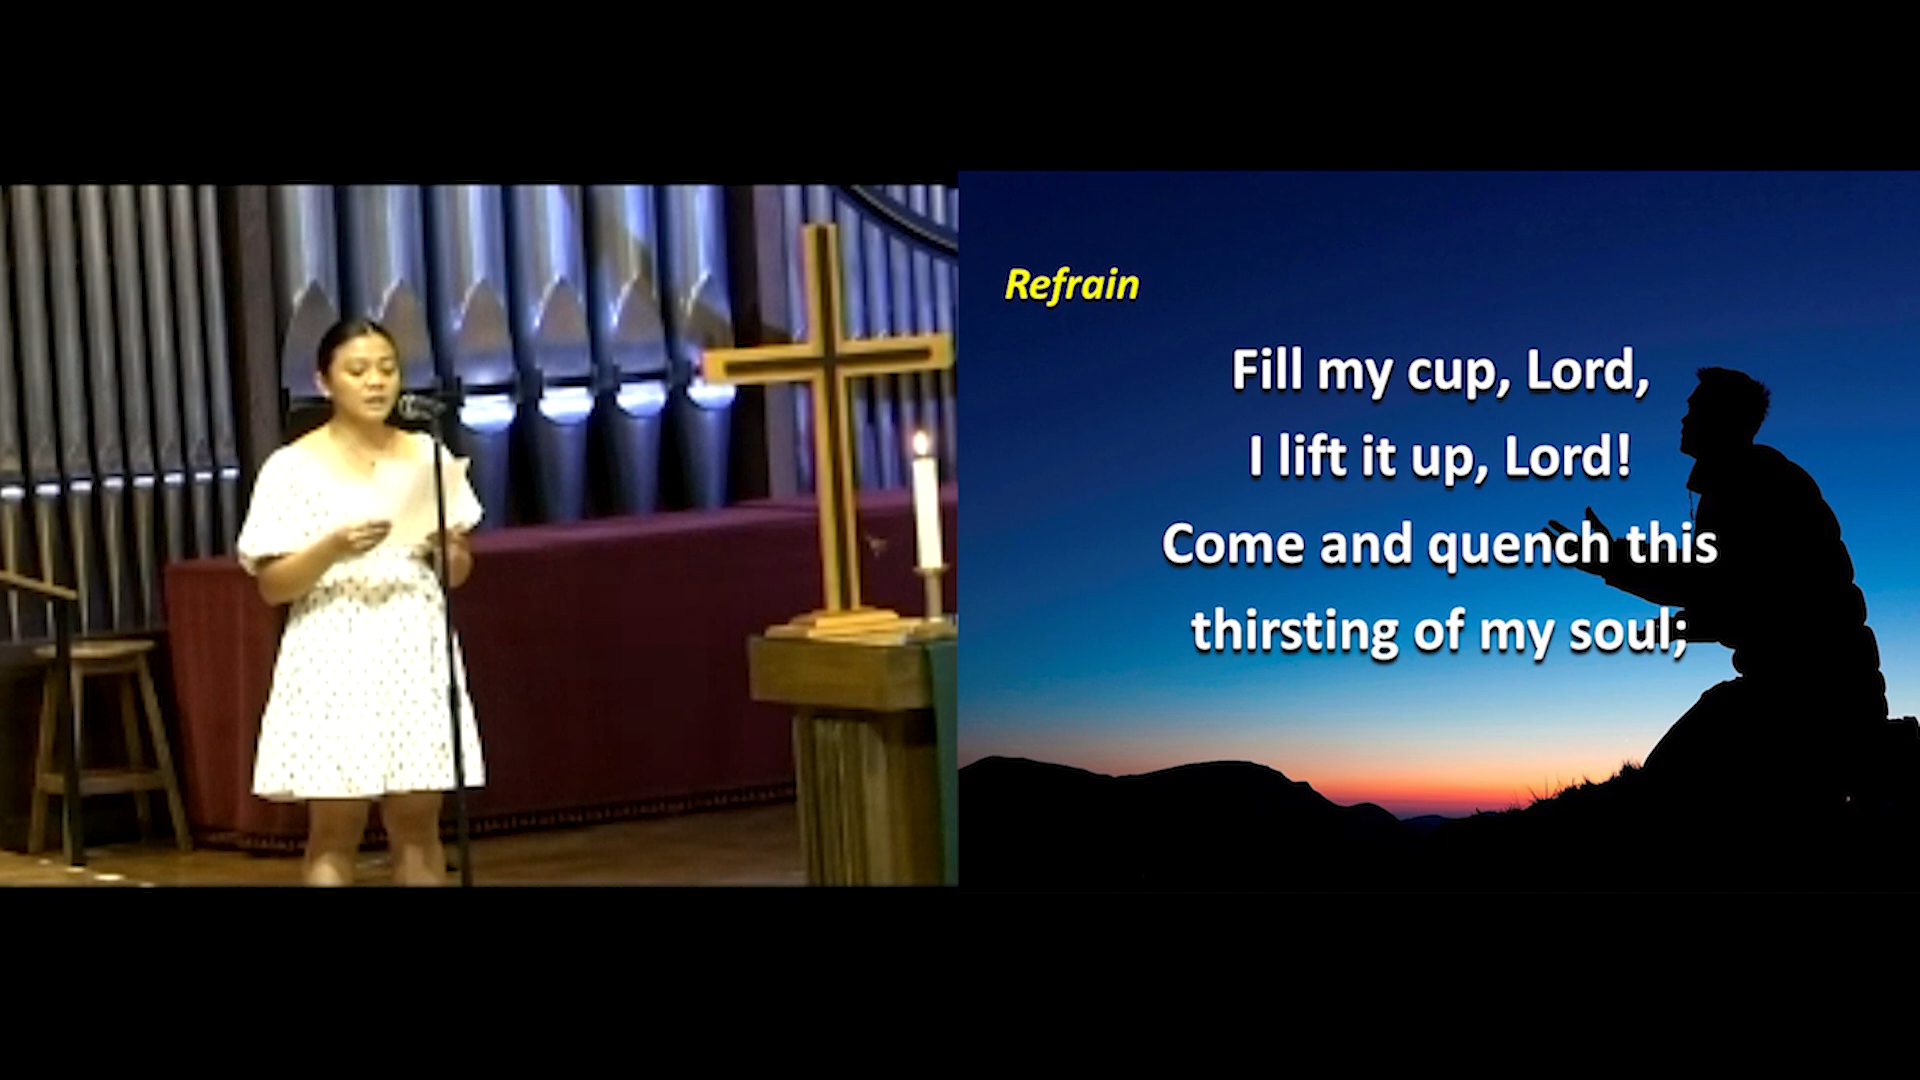 Refrain
Fill my cup, Lord,
I lift it up, Lord!
Come and quench this
thirsting of my soul;